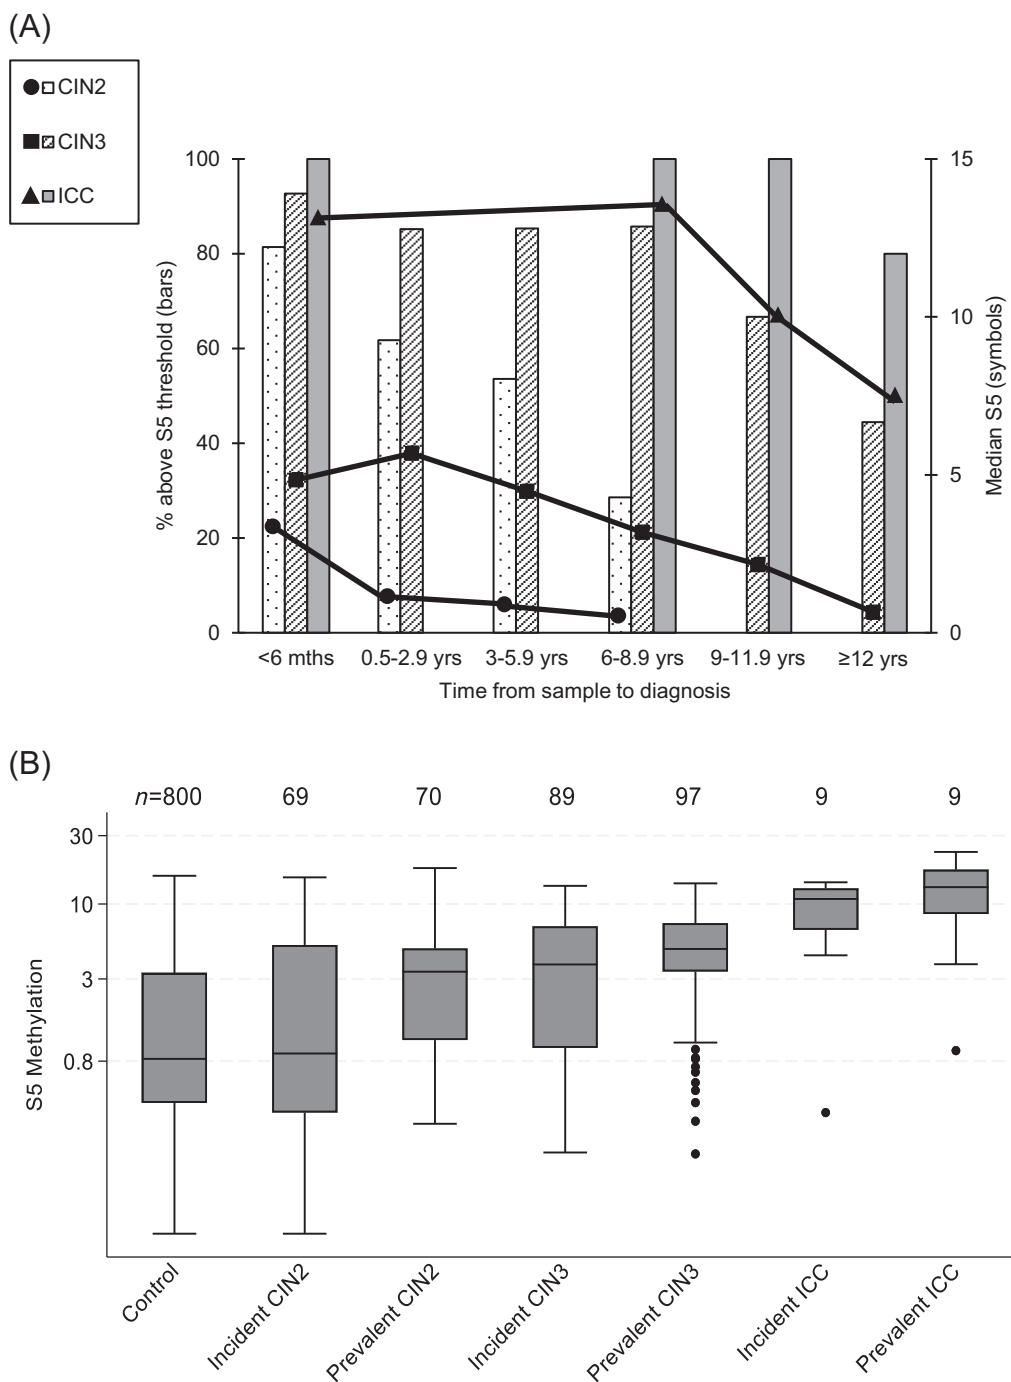 (A)
CIN2
CIN3
ICC
% above S5 threshold (bars)
100
80
60
40
20
0
15
10
5
0
Median S5 (symbols)
<6 mths 0.5-2.9 yrs 3-5.9 yrs 6-8.9 yrs 9-11.9 yrs ≥12 yrs
Time from sample to diagnosis
(B)
n=800 69 70 89 97 9 9
S5 Methylation
30
10
3
0.8
Control
Incident CIN2
Prevalent CIN2
Incident CIN3
Prevalent CIN3
Incident ICC
Prevalent ICC